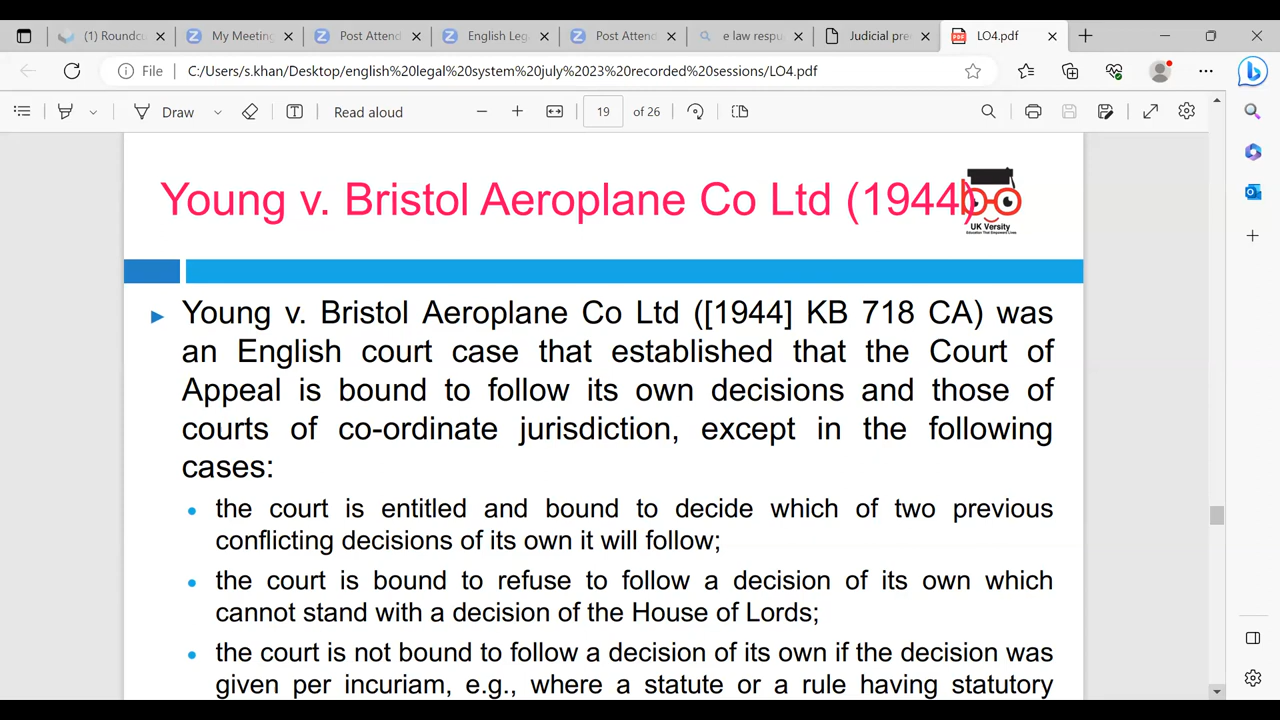 (1) Roundcu
My Meeting
Post Attend
English Leg
Post Attend
e law respu
Judicial pre
LO4.pdf
File
C:/Users/s.khan/Desktop/english%20legal%20system%20july%2023%20recorded%20sessions/LO4.pdf
Draw
Read aloud
19
of 26
Young v. Bristol Aeroplane Co Ltd (1944)
UK Versity
Education That Empowers Lives
Young v. Bristol Aeroplane Co Ltd ([1944] KB 718 CA) was
an English court case that established that the Court of
Appeal is bound to follow its own decisions and those of
courts of co-ordinate jurisdiction, except in the following
cases:
the court is entitled and bound to decide which of two previous
conflicting decisions of its own it will follow;
the court is bound to refuse to follow a decision of its own which
cannot stand with a decision of the House of Lords;
the court is not bound to follow a decision of its own if the decision was
given per incuriam, e.g., where a statute or a rule having statutory